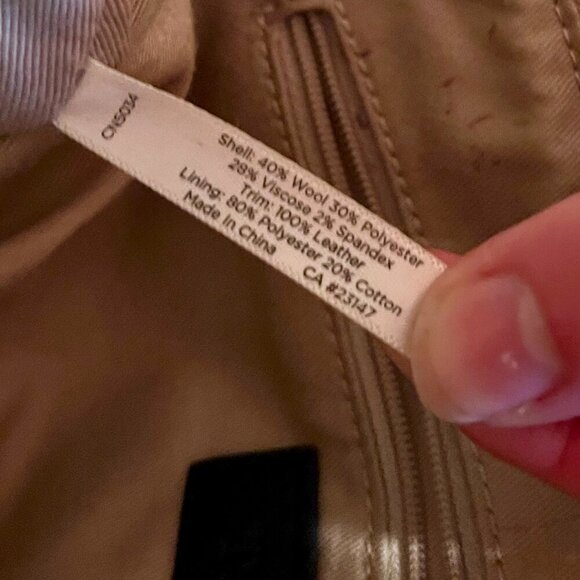 CNS034
Shell: 40% Wool 30% Polyester
28% Viscose 2% Spandex
Trim: 100% Leather
Lining: 80% Polyester 20% Cotton
Made In China CA #23147